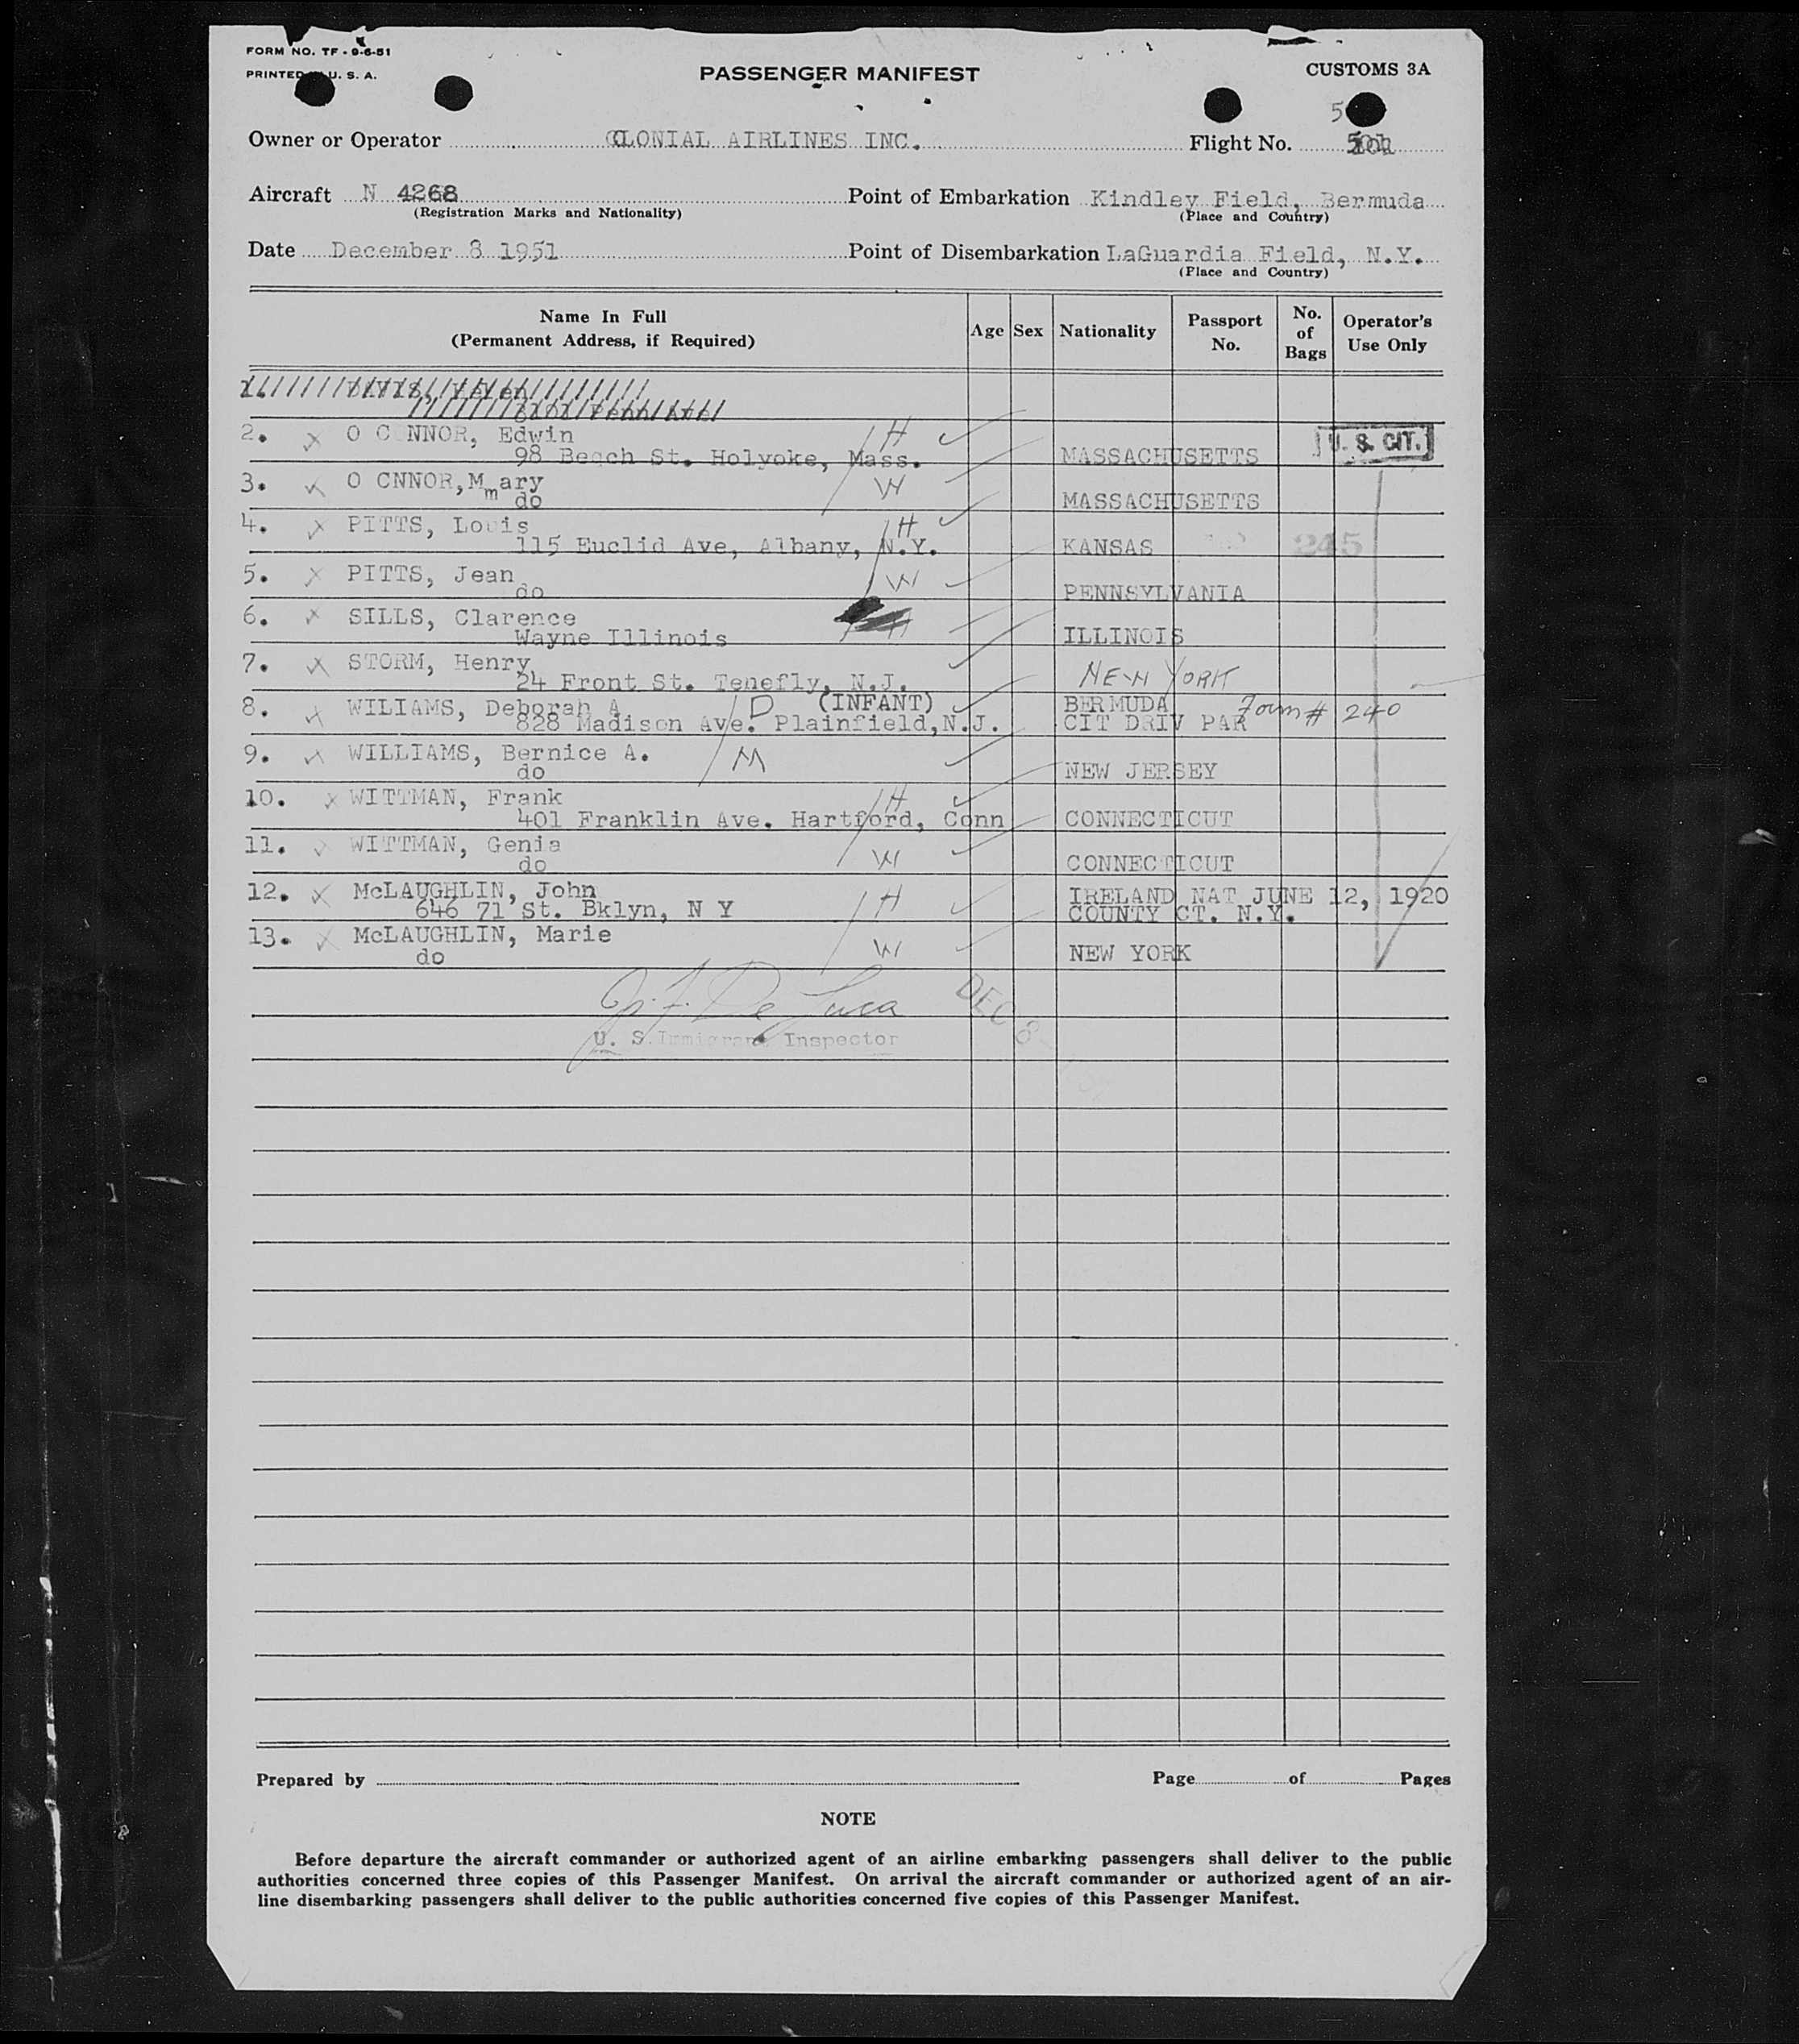 FORM NO. TF - 9-6-51
PRINTED U. S. A.
PASSENGER MANIFEST
CUSTOMS 3A
Owner or Operator COLONIAL AIRLINES INC. Flight No.
Aircraft N 4268 Point of Embarkation Kindley Field, Bermuda
(Registration Marks and Nationality) (Place and Country)
Date December 8 1951 Point of Disembarkation LaGuardia Field, N.Y.
(Place and Country)
Name In Full
(Permanent Address, if Required)
Age Sex Nationality Passport No. No. of Bags Operator's Use Only
2. O C NNOR, Edwin H
98 Beach St. Holyoke, Mass. MASSACHUSETTS U. S. CIT.
3. O CNNOR, Mmary W
do MASSACHUSETTS
4. PITTS, Louis H
115 Euclid Ave, Albany, N.Y. KANSAS 245
5. PITTS, Jean W
do PENNSYLVANIA
6. SILLS, Clarence
Wayne Illinois ILLINOIS
7. STORM, Henry NEW YORK
24 Front St. Tenefly, N.J.
8. WILIAMS, Deborah A D (INFANT) BERMUDA Form # 240
828 Madison Ave. Plainfield,N.J. CIT DRIV PAR
9. WILLIAMS, Bernice A. M
do NEW JERSEY
10. WITTMAN, Frank H
401 Franklin Ave. Hartford, Conn CONNECTICUT
11. WITTMAN, Genia W
do CONNECTICUT
12. McLAUGHLIN, John H IRELAND NAT JUNE 12, 1920
646 71 St. Bklyn, N Y COUNTY CT. N.Y.
13. McLAUGHLIN, Marie W
do NEW YORK
De Luca DEC 8
U. S. Immigrant Inspector
Prepared by Page of Pages
NOTE
Before departure the aircraft commander or authorized agent of an airline embarking passengers shall deliver to the public
authorities concerned three copies of this Passenger Manifest. On arrival the aircraft commander or authorized agent of an air-
line disembarking passengers shall deliver to the public authorities concerned five copies of this Passenger Manifest.